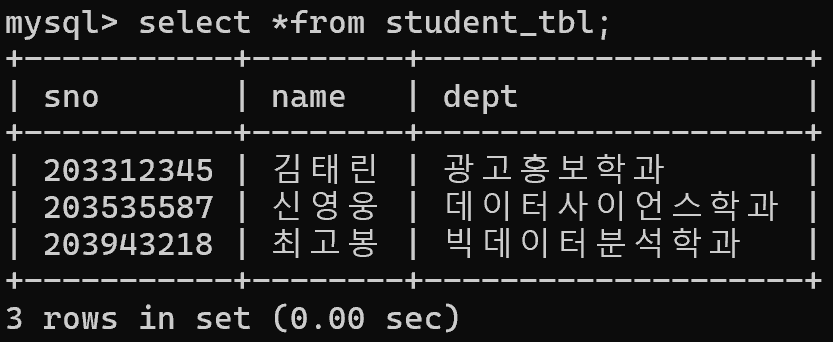 mysql> select *from student_tbl;
+-----------+--------+--------------------+
| sno       | name   | dept               |
+-----------+--------+--------------------+
| 203312345 | 김태린 | 광고홍보학과       |
| 203535587 | 신영웅 | 데이터사이언스학과 |
| 203943218 | 최고봉 | 빅데이터분석학과   |
+-----------+--------+--------------------+
3 rows in set (0.00 sec)